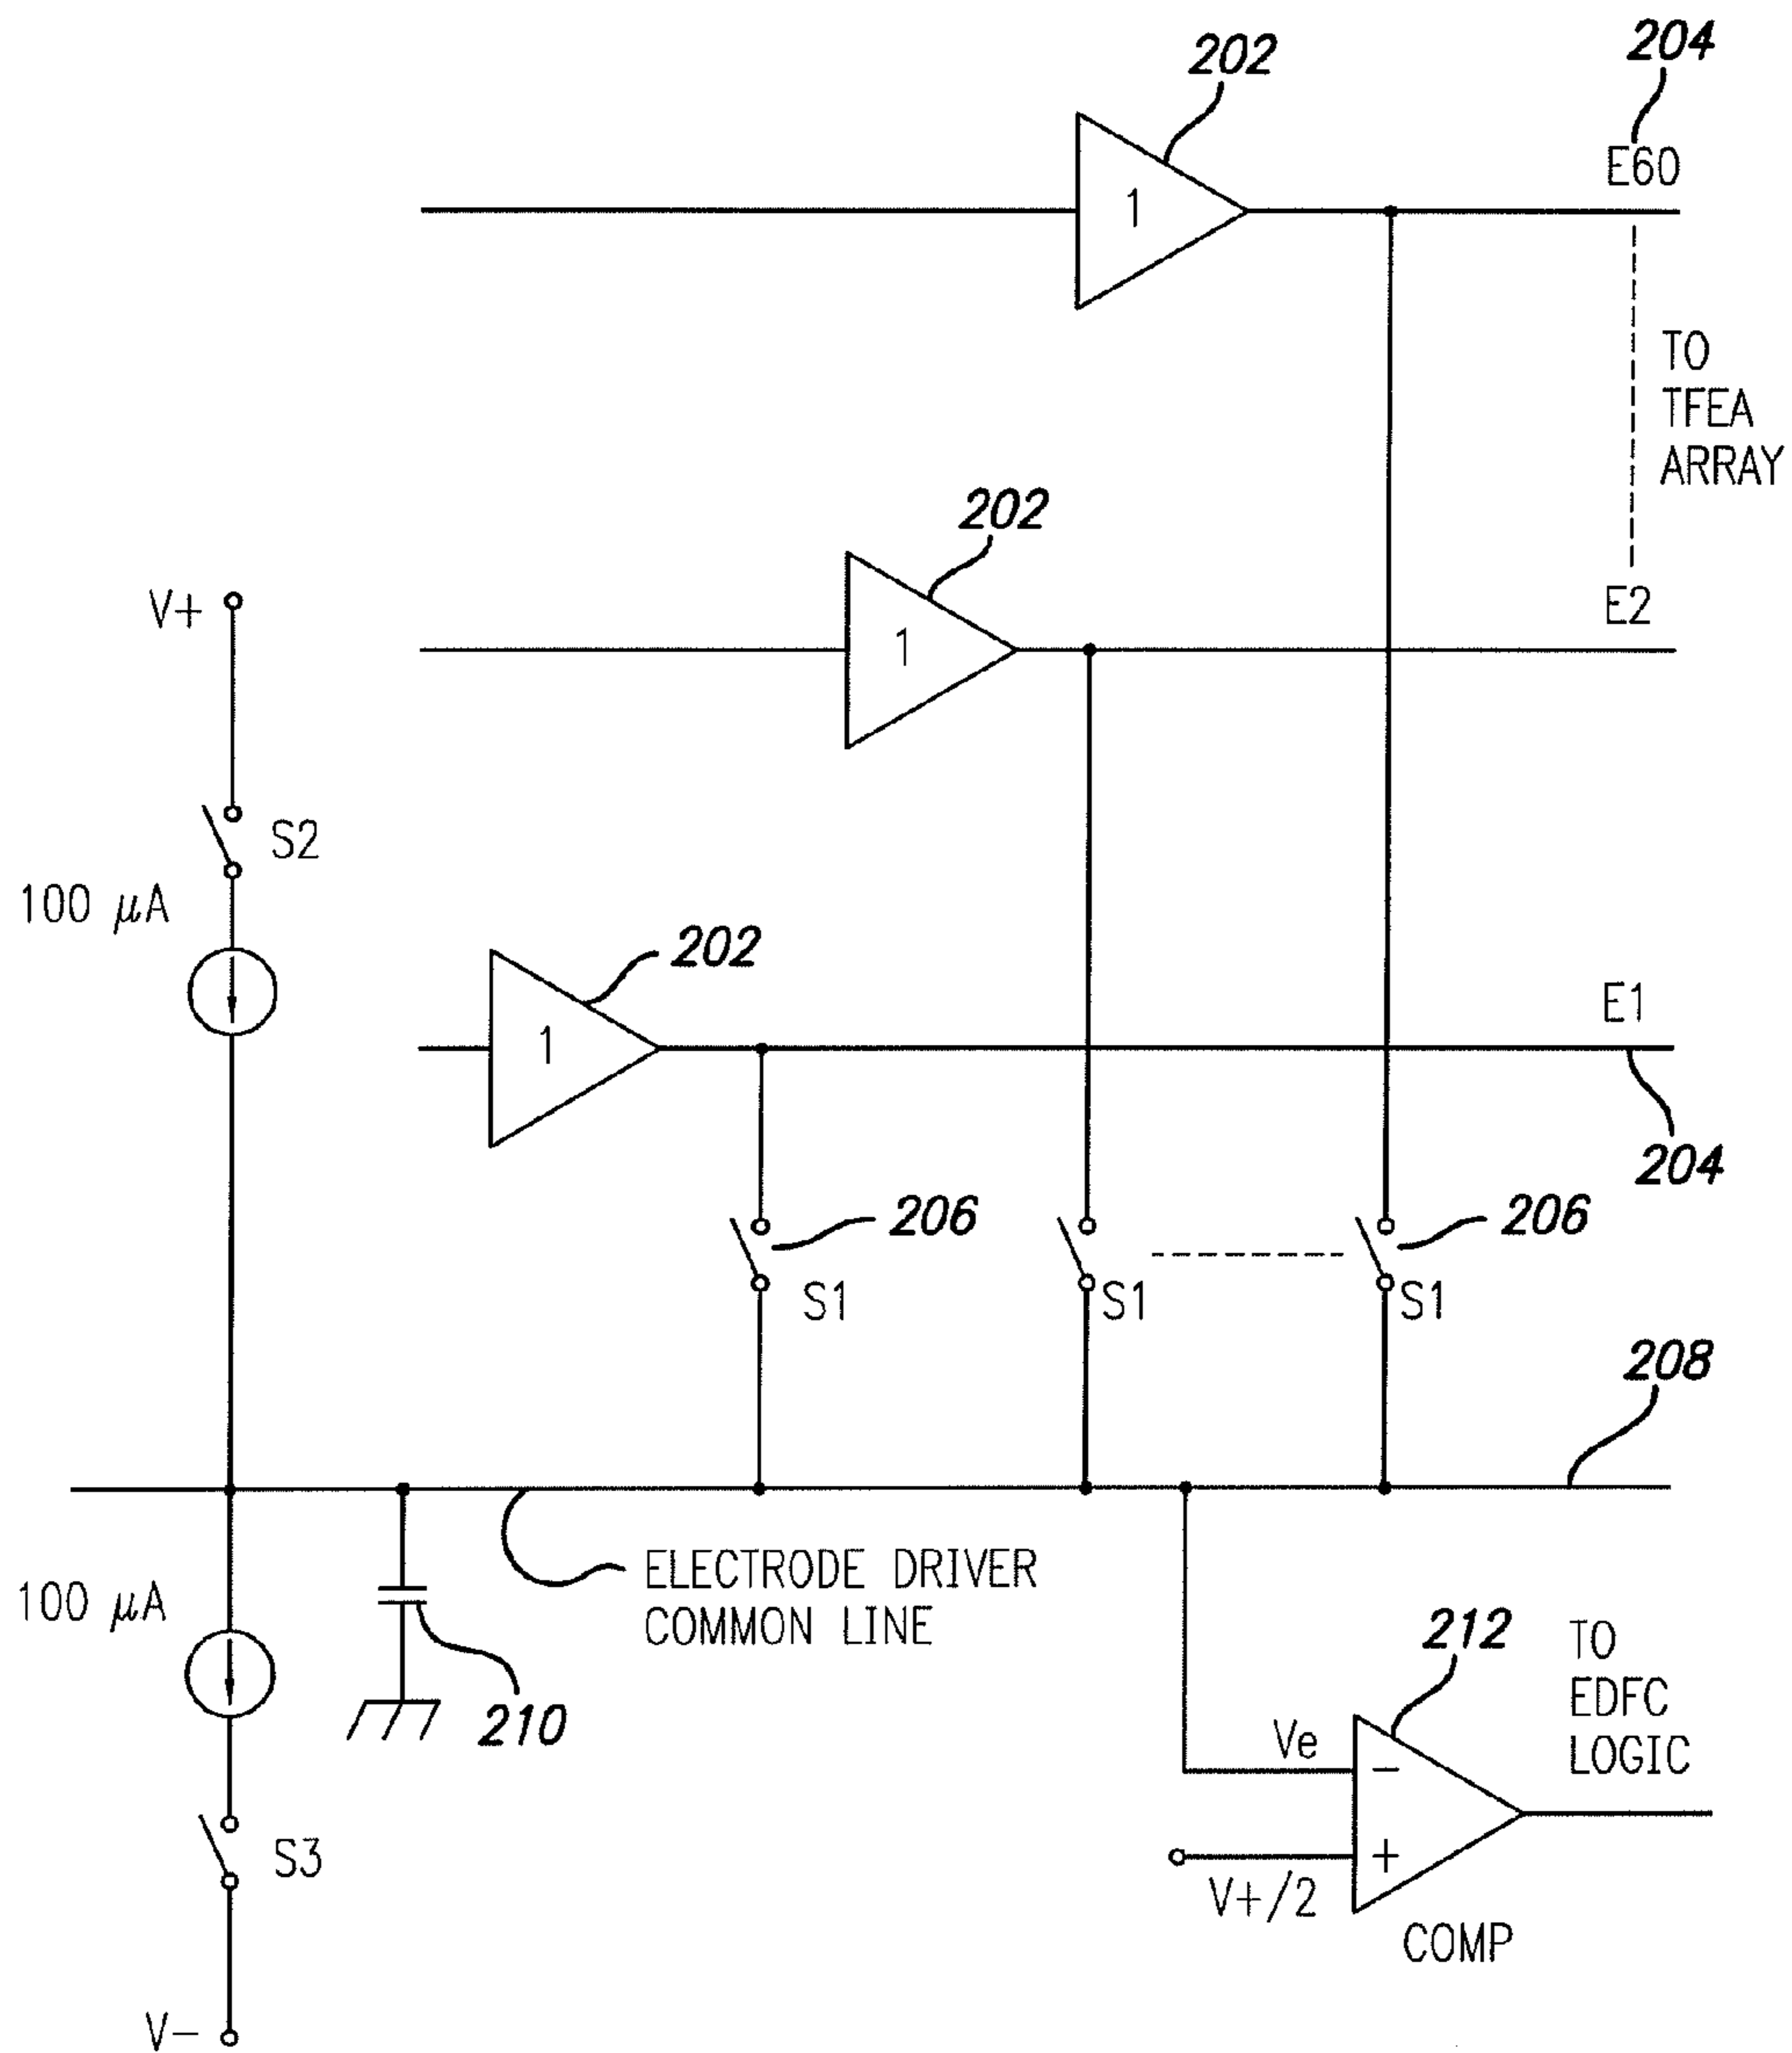 204
202
E60
1
TO
TFEA
ARRAY
202
E2
V+
1
S2
100 µA
202
E1
1
204
206
206
S1
S1
S1
208
ELECTRODE DRIVER
COMMON LINE
100 µA
212
TO
EDFC
LOGIC
210
Ve
−
S3
+
V+/2
COMP
V−